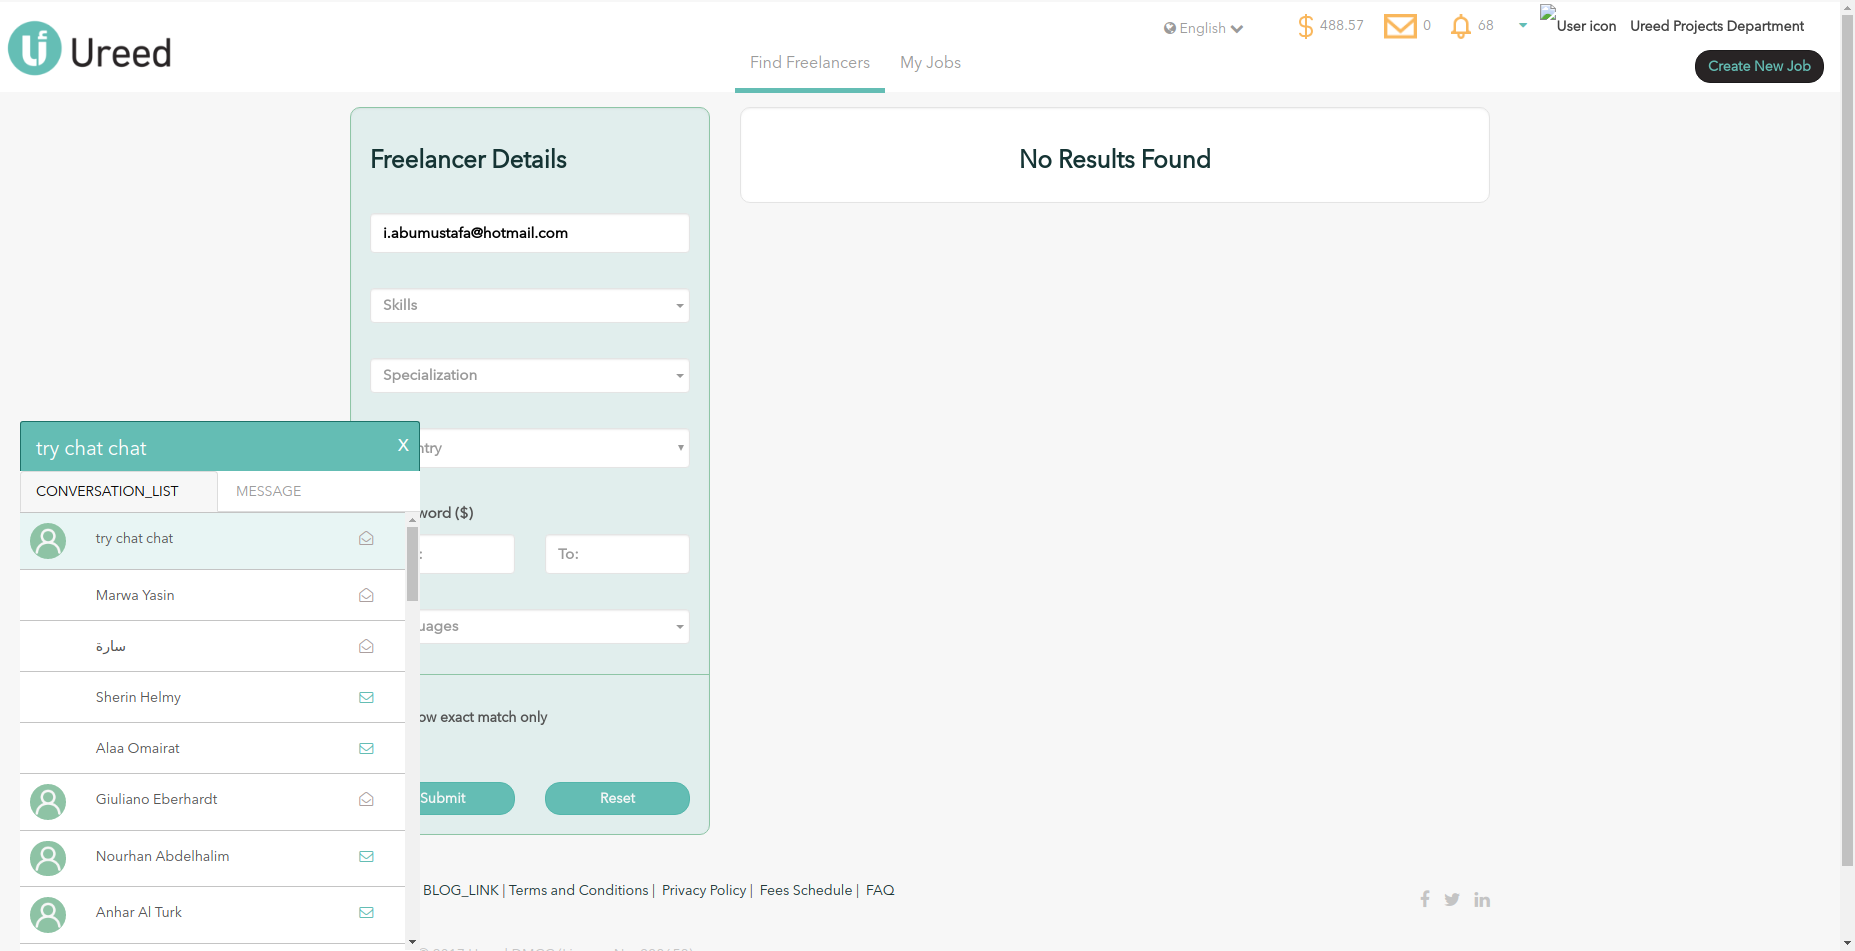 Ureed
English
488.57
0
68
User icon
Ureed Projects Department
Find Freelancers
My Jobs
Create New Job
Freelancer Details
i.abumustafa@hotmail.com
Skills
Specialization
ntry
word ($)
:
To:
uages
ow exact match only
Submit
Reset
No Results Found
try chat chat
X
CONVERSATION_LIST
MESSAGE
try chat chat
Marwa Yasin
سارة
Sherin Helmy
Alaa Omairat
Giuliano Eberhardt
Nourhan Abdelhalim
Anhar Al Turk
BLOG_LINK | Terms and Conditions | Privacy Policy | Fees Schedule | FAQ